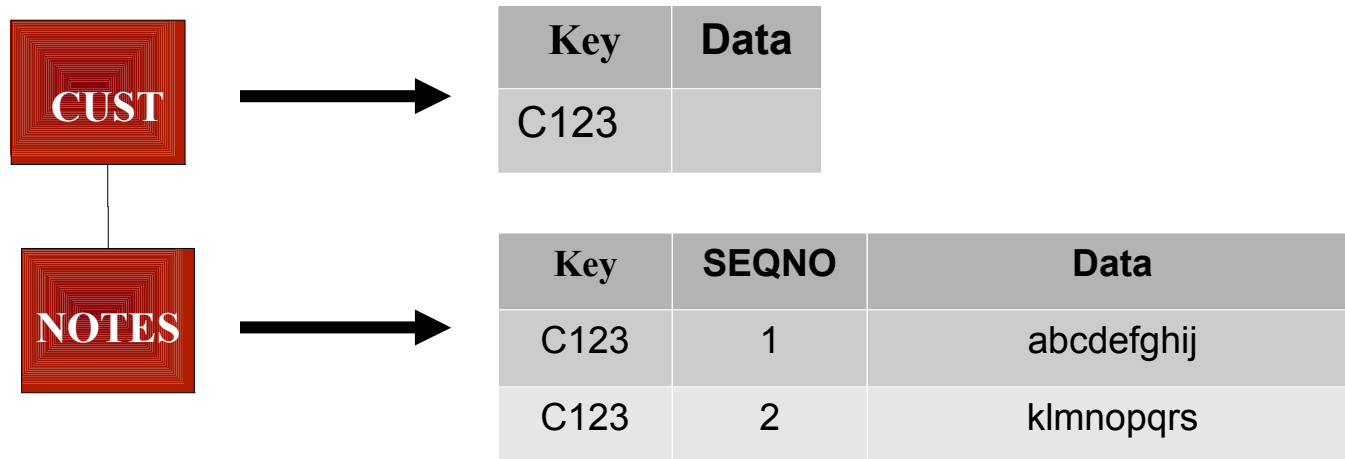 CUST
Key Data
C123
NOTES
Key SEQNO Data
C123 1 abcdefghij
C123 2 klmnopqrs